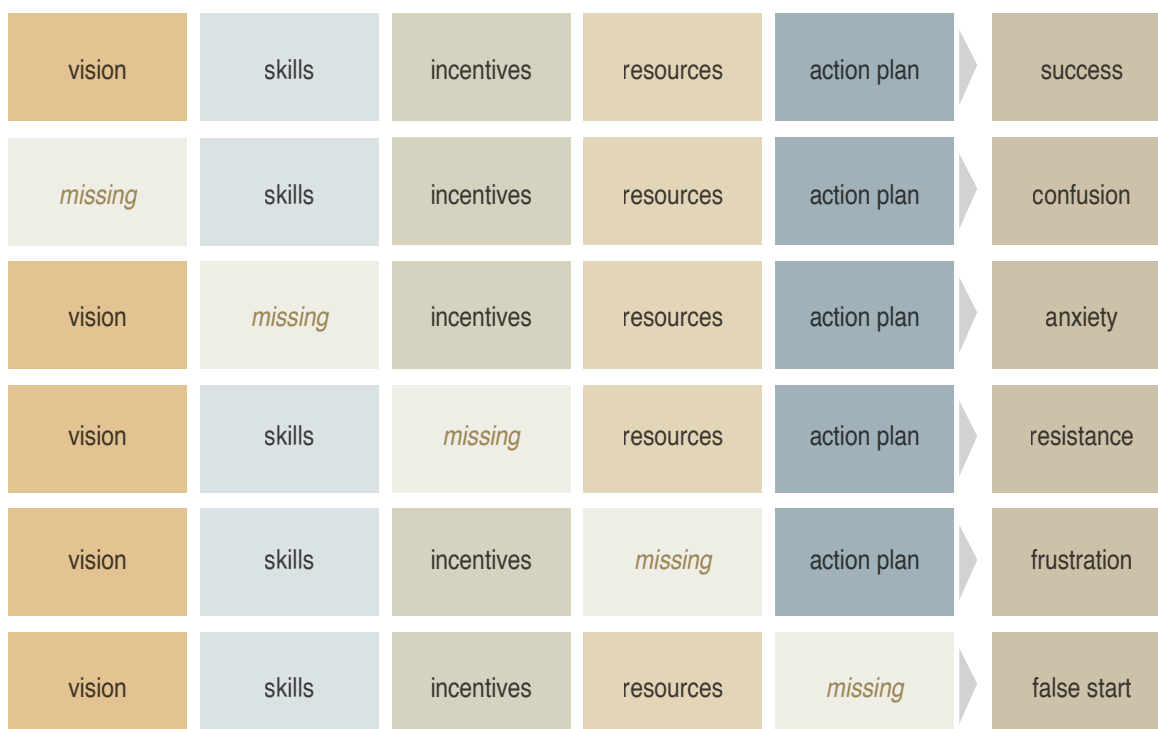 vision skills incentives resources action plan success
missing skills incentives resources action plan confusion
vision missing incentives resources action plan anxiety
vision skills missing resources action plan resistance
vision skills incentives missing action plan frustration
vision skills incentives resources missing false start